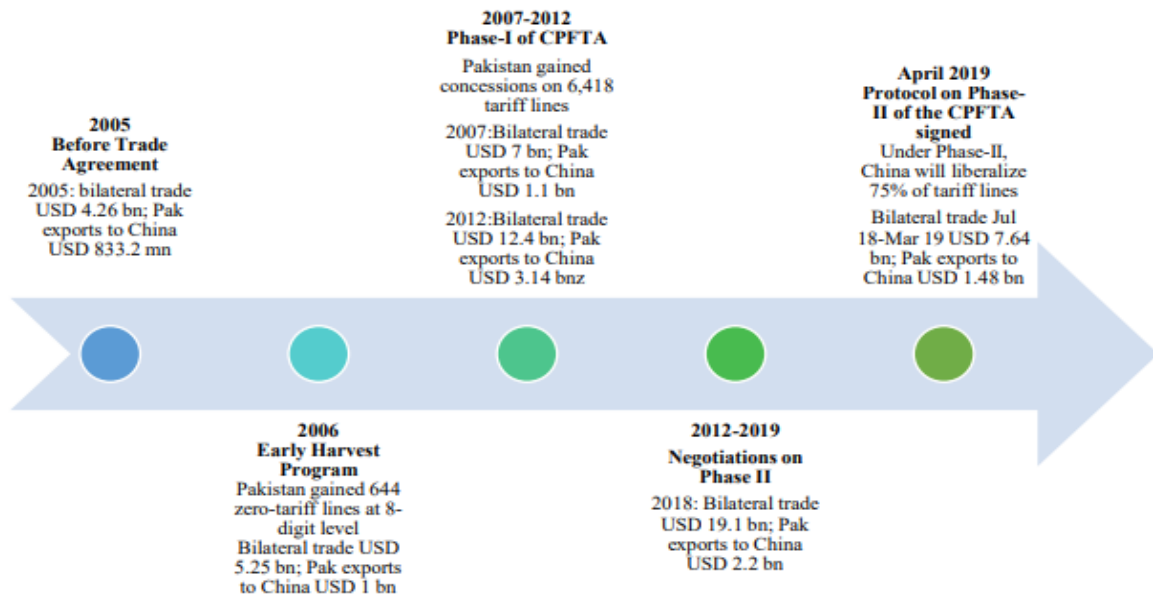 2005
Before Trade
Agreement
2005: bilateral trade
USD 4.26 bn; Pak
exports to China
USD 833.2 mn
2006
Early Harvest
Program
Pakistan gained 644
zero-tariff lines at 8-
digit level
Bilateral trade USD
5.25 bn; Pak exports
to China USD 1 bn
2007-2012
Phase-I of CPFTA
Pakistan gained
concessions on 6,418
tariff lines
2007:Bilateral trade
USD 7 bn; Pak
exports to China
USD 1.1 bn
2012:Bilateral trade
USD 12.4 bn; Pak
exports to China
USD 3.14 bnz
2012-2019
Negotiations on
Phase II
2018: Bilateral trade
USD 19.1 bn; Pak
exports to China
USD 2.2 bn
April 2019
Protocol on Phase-
II of the CPFTA
signed
Under Phase-II,
China will liberalize
75% of tariff lines
Bilateral trade Jul
18-Mar 19 USD 7.64
bn; Pak exports to
China USD 1.48 bn